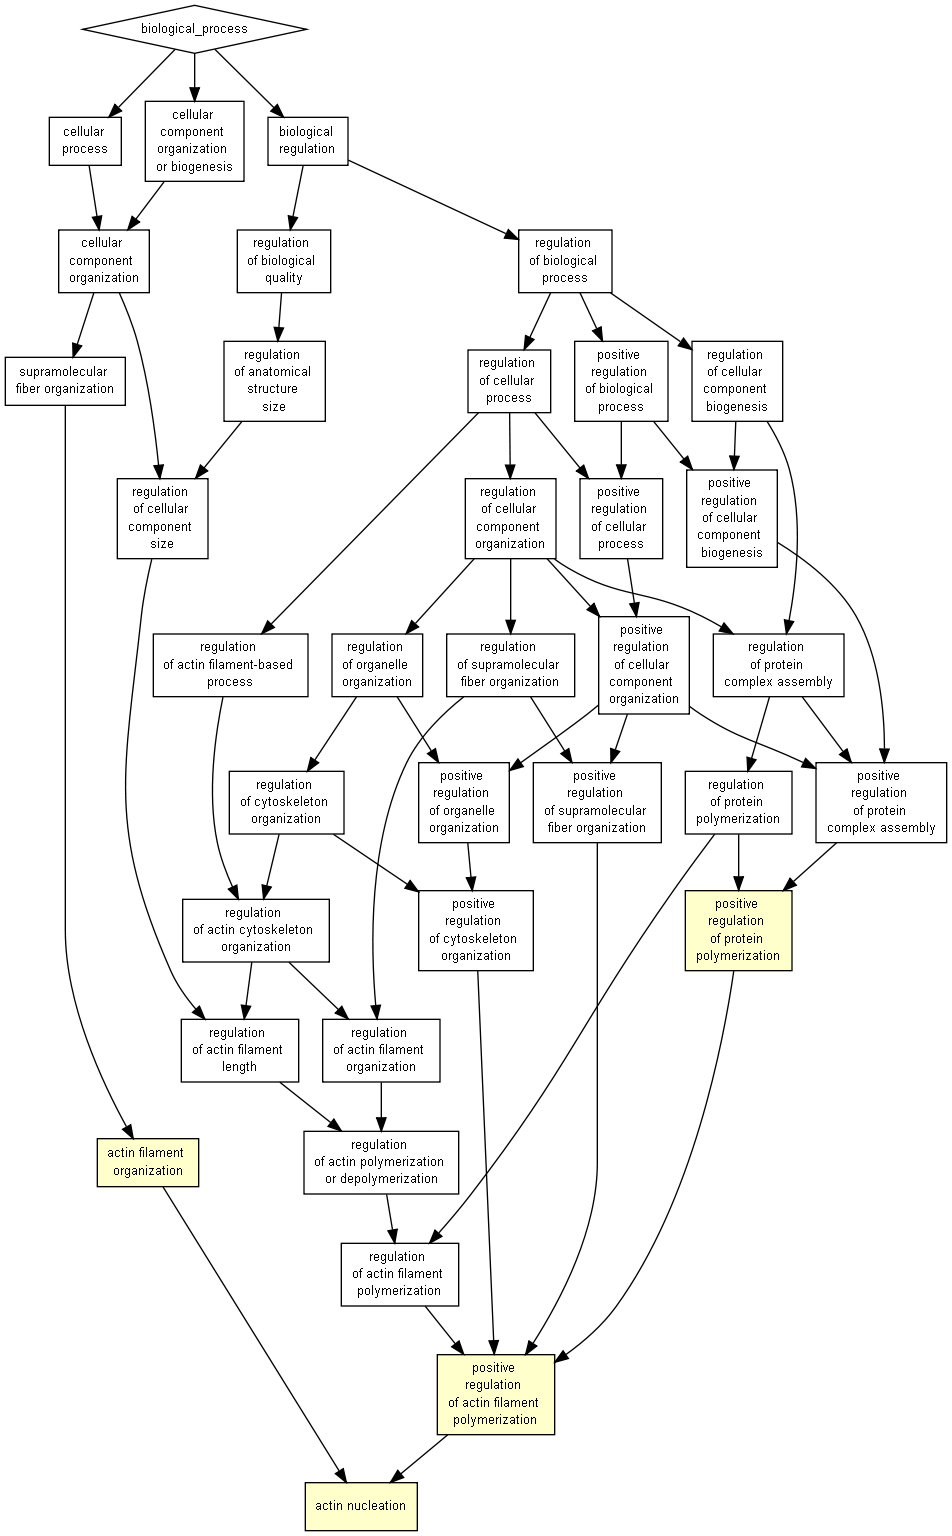 biological_process
cellular
process
cellular
component
organization
or biogenesis
biological
regulation
cellular
component
organization
regulation
of biological
quality
regulation
of biological
process
supramolecular
fiber organization
regulation
of anatomical
structure
size
regulation
of cellular
process
positive
regulation
of biological
process
regulation
of cellular
component
biogenesis
regulation
of cellular
component
size
regulation
of cellular
component
organization
positive
regulation
of cellular
process
positive
regulation
of cellular
component
biogenesis
regulation
of actin filament-based
process
regulation
of organelle
organization
regulation
of supramolecular
fiber organization
positive
regulation
of cellular
component
organization
regulation
of protein
complex assembly
regulation
of cytoskeleton
organization
positive
regulation
of organelle
organization
positive
regulation
of supramolecular
fiber organization
regulation
of protein
polymerization
positive
regulation
of protein
complex assembly
regulation
of actin cytoskeleton
organization
positive
regulation
of cytoskeleton
organization
positive
regulation
of protein
polymerization
regulation
of actin filament
length
regulation
of actin filament
organization
actin filament
organization
regulation
of actin polymerization
or depolymerization
regulation
of actin filament
polymerization
positive
regulation
of actin filament
polymerization
actin nucleation